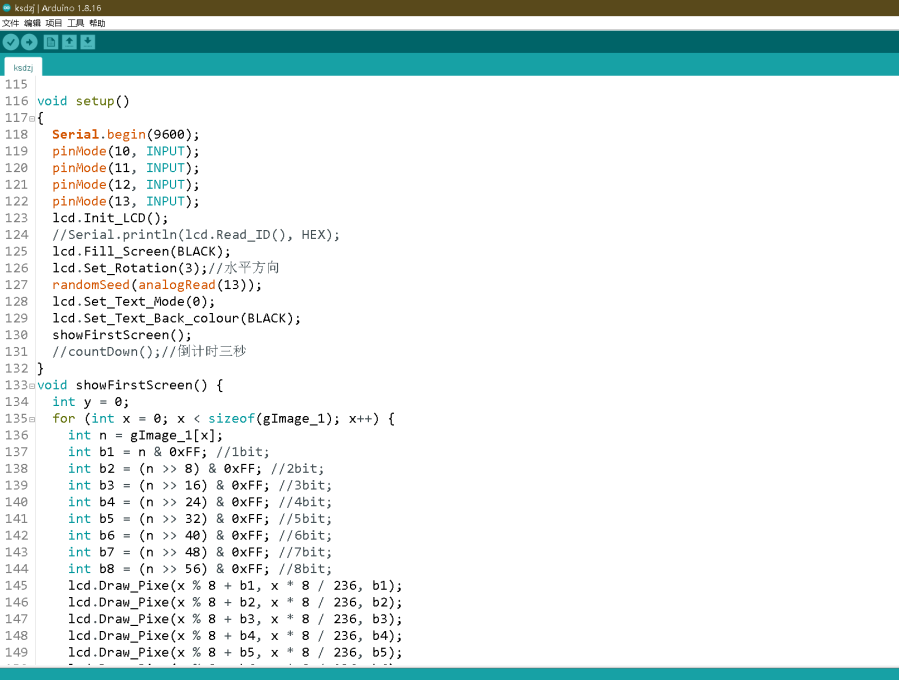 ksdzj | Arduino 1.8.16
文件 编辑 项目 工具 帮助
ksdzj
115
116 void setup()
117 {
118   Serial.begin(9600);
119   pinMode(10, INPUT);
120   pinMode(11, INPUT);
121   pinMode(12, INPUT);
122   pinMode(13, INPUT);
123   lcd.Init_LCD();
124   //Serial.println(lcd.Read_ID(), HEX);
125   lcd.Fill_Screen(BLACK);
126   lcd.Set_Rotation(3);//水平方向
127   randomSeed(analogRead(13));
128   lcd.Set_Text_Mode(0);
129   lcd.Set_Text_Back_colour(BLACK);
130   showFirstScreen();
131   //countDown();//倒计时三秒
132 }
133 void showFirstScreen() {
134   int y = 0;
135   for (int x = 0; x < sizeof(gImage_1); x++) {
136     int n = gImage_1[x];
137     int b1 = n & 0xFF; //1bit;
138     int b2 = (n >> 8) & 0xFF; //2bit;
139     int b3 = (n >> 16) & 0xFF; //3bit;
140     int b4 = (n >> 24) & 0xFF; //4bit;
141     int b5 = (n >> 32) & 0xFF; //5bit;
142     int b6 = (n >> 40) & 0xFF; //6bit;
143     int b7 = (n >> 48) & 0xFF; //7bit;
144     int b8 = (n >> 56) & 0xFF; //8bit;
145     lcd.Draw_Pixe(x % 8 + b1, x * 8 / 236, b1);
146     lcd.Draw_Pixe(x % 8 + b2, x * 8 / 236, b2);
147     lcd.Draw_Pixe(x % 8 + b3, x * 8 / 236, b3);
148     lcd.Draw_Pixe(x % 8 + b4, x * 8 / 236, b4);
149     lcd.Draw_Pixe(x % 8 + b5, x * 8 / 236, b5);